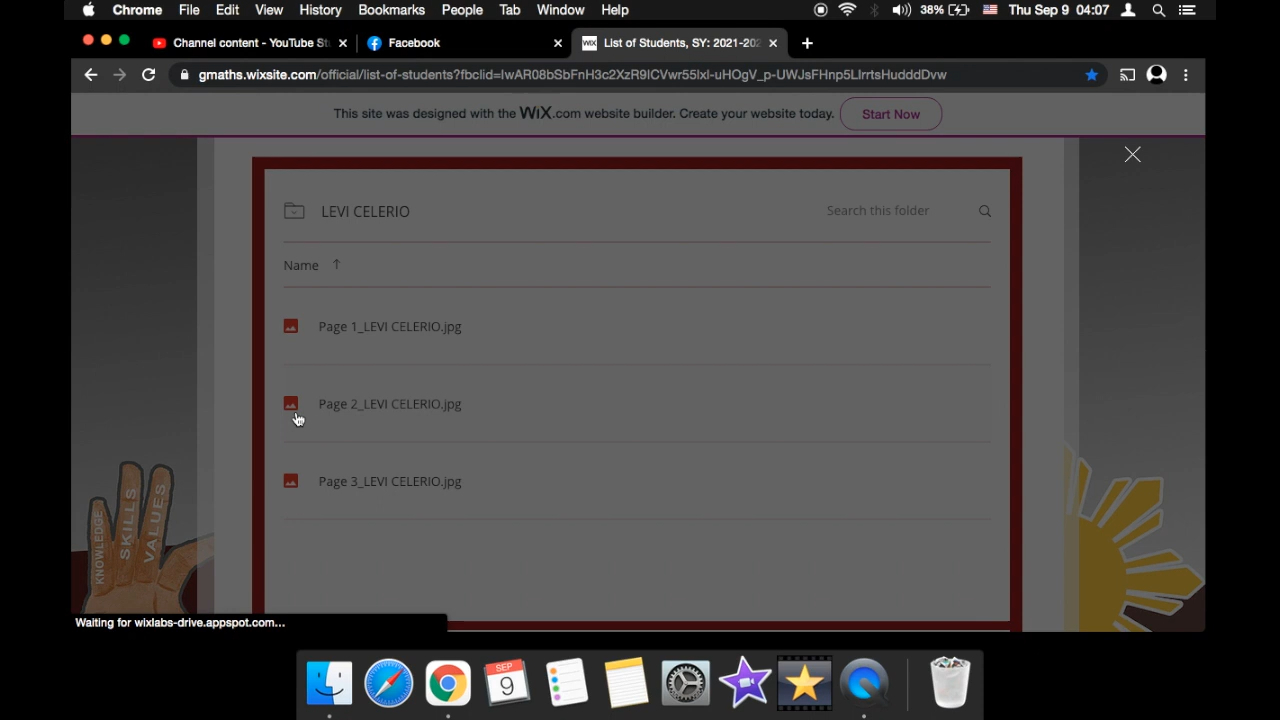 Chrome File Edit View History Bookmarks People Tab Window Help 38% Thu Sep 9 04:07
Channel content - YouTube St Facebook WiX List of Students, SY: 2021-202
gmaths.wixsite.com/official/list-of-students?fbclid=IwAR08bSbFnH3c2XzR9lCVwr55lxl-uHOgV_p-UWJsFHnp5LIrrtsHudddDvw
This site was designed with the WiX.com website builder. Create your website today. Start Now
LEVI CELERIO Search this folder
Name ↑
Page 1_LEVI CELERIO.jpg
Page 2_LEVI CELERIO.jpg
Page 3_LEVI CELERIO.jpg
KNOWLEDGE
SKILLS
VALUES
Waiting for wixlabs-drive.appspot.com...
SEP
9